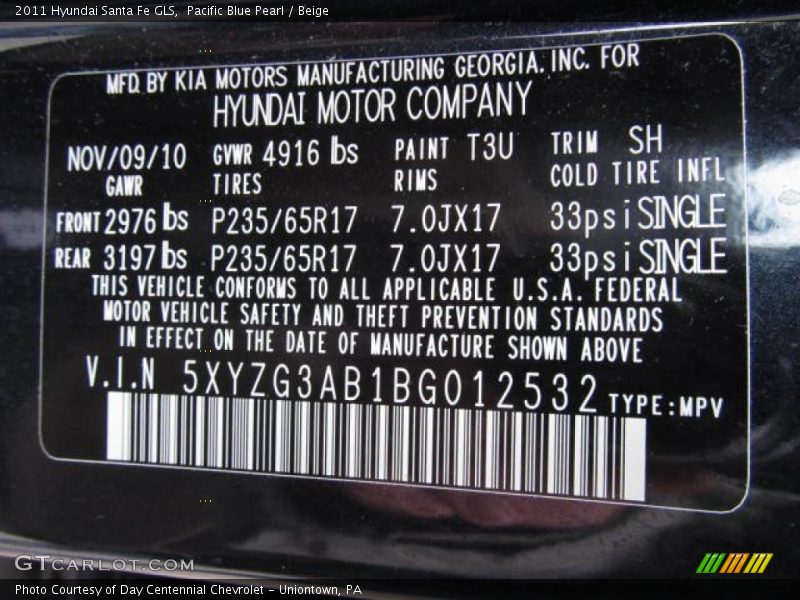 2011 Hyundai Santa Fe GLS, Pacific Blue Pearl / Beige
MFD. BY KIA MOTORS MANUFACTURING GEORGIA. INC. FOR
HYUNDAI MOTOR COMPANY
NOV/09/10 GVWR 4916 lbs PAINT T3U TRIM SH
GAWR TIRES RIMS COLD TIRE INFL
FRONT 2976 lbs P235/65R17 7.0JX17 33psi SINGLE
REAR 3197 lbs P235/65R17 7.0JX17 33psi SINGLE
THIS VEHICLE CONFORMS TO ALL APPLICABLE U.S.A. FEDERAL
MOTOR VEHICLE SAFETY AND THEFT PREVENTION STANDARDS
IN EFFECT ON THE DATE OF MANUFACTURE SHOWN ABOVE
V.I.N 5XYZG3AB1BG012532 TYPE:MPV
GTCARLOT.COM
Photo Courtesy of Day Centennial Chevrolet - Uniontown, PA